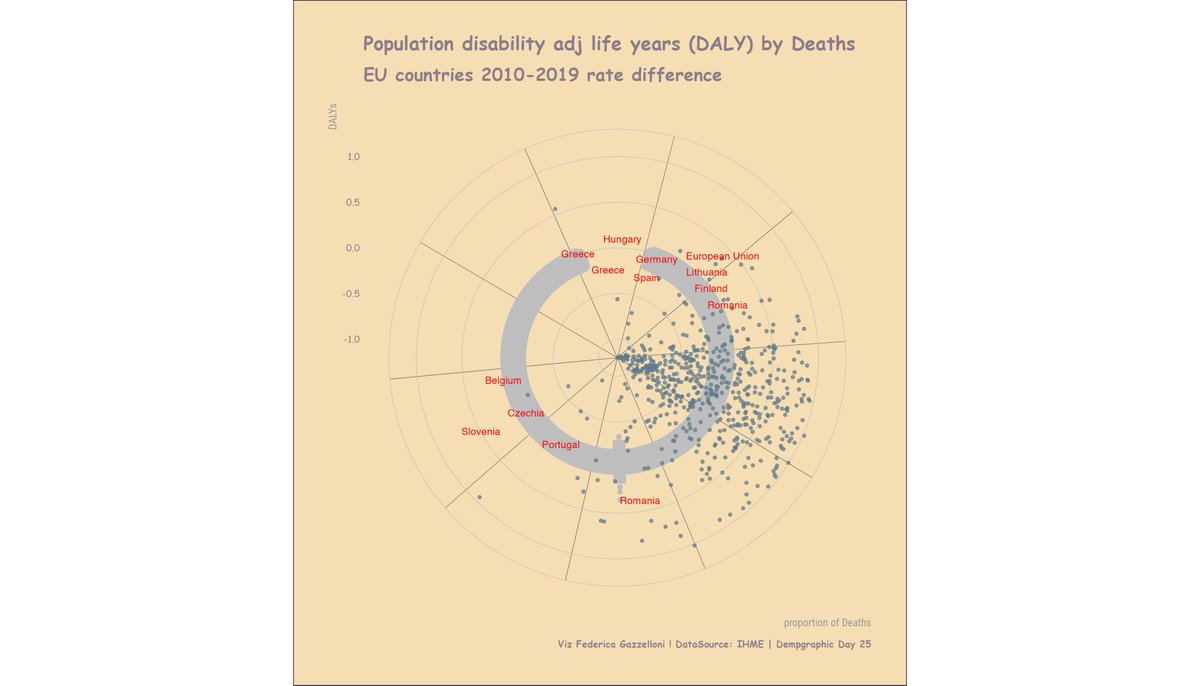 Population disability adj life years (DALY) by Deaths
EU countries 2010-2019 rate difference
DALYs
1.0
0.5
0.0
-0.5
-1.0
Hungary
Greece
Germany
European Union
Greece
Lithuania
Spain
Finland
Romania
Belgium
Czechia
Slovenia
Portugal
Romania
proportion of Deaths
Viz Federica Gazzelloni ! DataSource: IHME | Dempgraphic Day 25